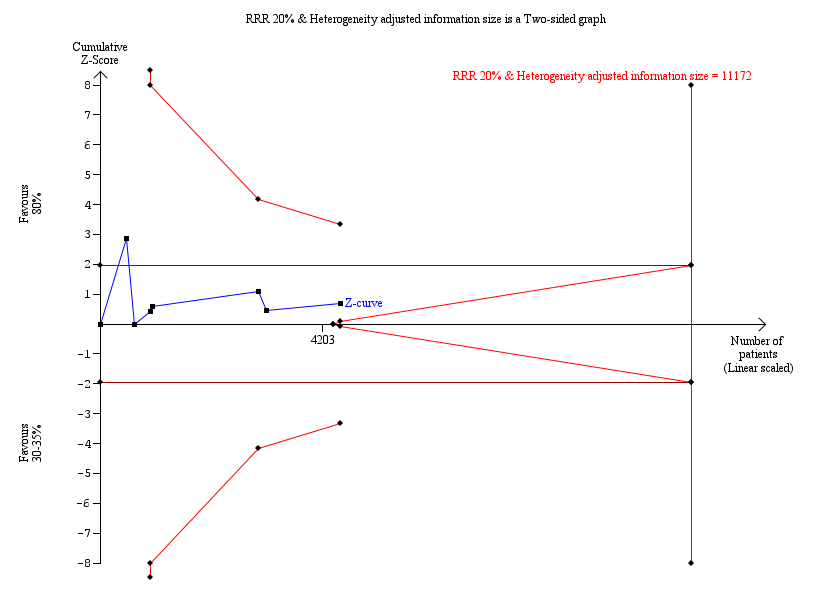 RRR 20% & Heterogeneity adjusted information size is a Two-sided graph
Cumulative
Z-Score
RRR 20% & Heterogeneity adjusted information size = 11172
8
7
6
5
4
3
2
1
-1
-2
-3
-4
-5
-6
-7
-8
Favours
80%
Favours
30-35%
Z-curve
4203
Number of
patients
(Linear scaled)